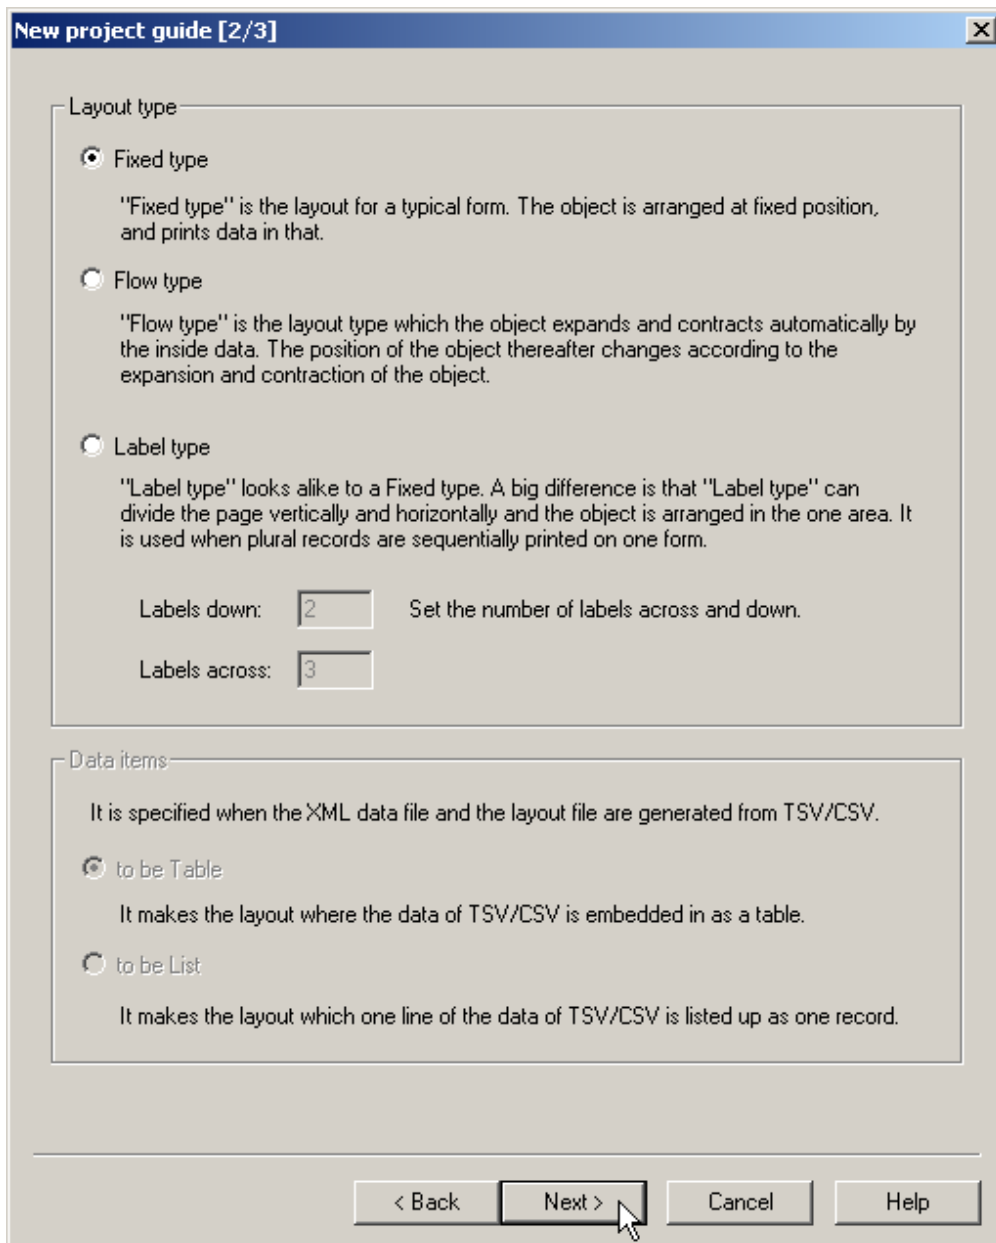 New project guide [2/3]
Layout type
Fixed type
"Fixed type" is the layout for a typical form. The object is arranged at fixed position,
and prints data in that.
Flow type
"Flow type" is the layout type which the object expands and contracts automatically by
the inside data. The position of the object thereafter changes according to the
expansion and contraction of the object.
Label type
"Label type" looks alike to a Fixed type. A big difference is that "Label type" can
divide the page vertically and horizontally and the object is arranged in the one area. It
is used when plural records are sequentially printed on one form.
Labels down: 2 Set the number of labels across and down.
Labels across: 3
Data items
It is specified when the XML data file and the layout file are generated from TSV/CSV.
to be Table
It makes the layout where the data of TSV/CSV is embedded in as a table.
to be List
It makes the layout which one line of the data of TSV/CSV is listed up as one record.
< Back Next > Cancel Help